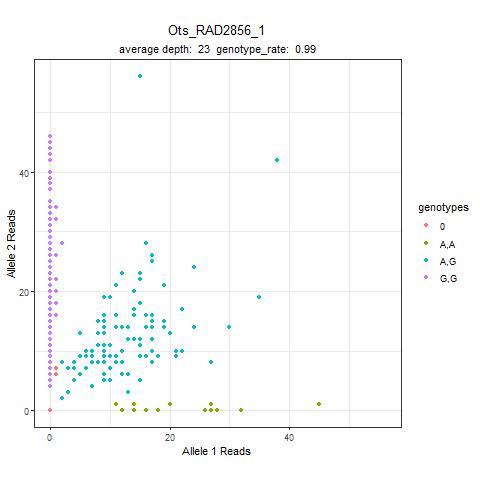 Ots_RAD2856_1
average depth: 23 genotype_rate: 0.99
Allele 2 Reads
40
20
0
0
20
40
Allele 1 Reads
genotypes
0
A,A
A,G
G,G